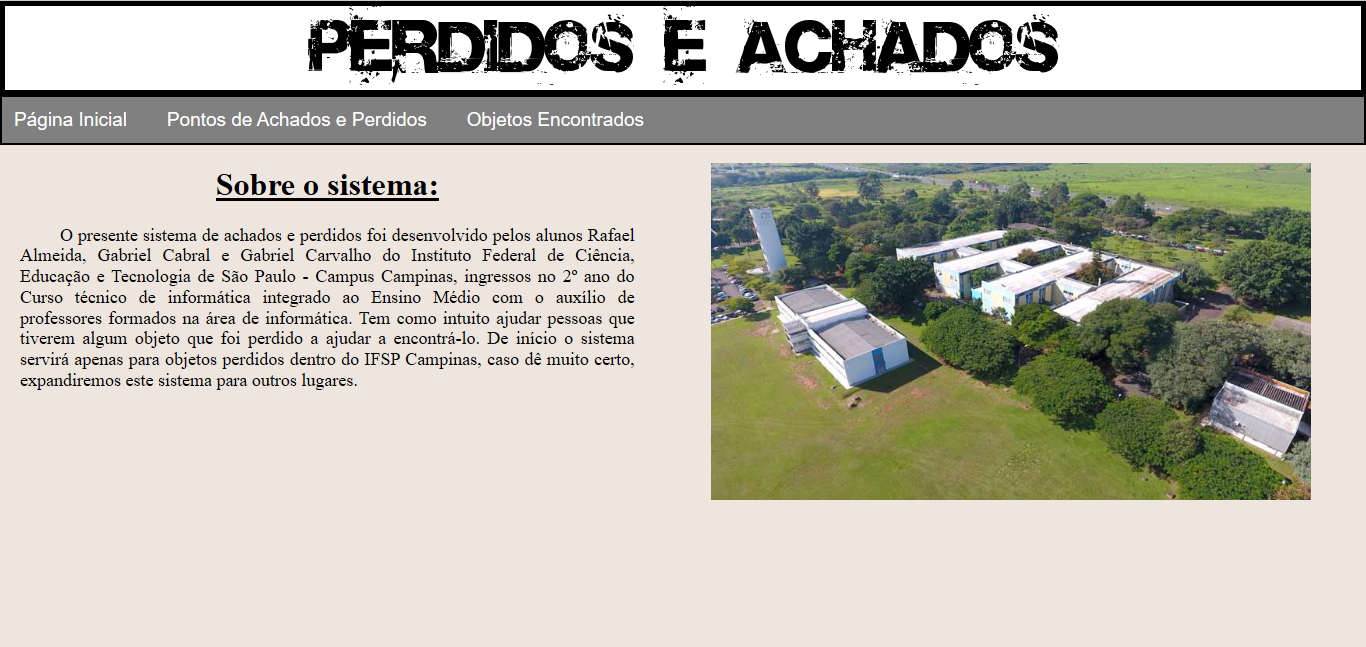 PERDIDOS E ACHADOS
Página Inicial Pontos de Achados e Perdidos Objetos Encontrados
Sobre o sistema:
O presente sistema de achados e perdidos foi desenvolvido pelos alunos Rafael
Almeida, Gabriel Cabral e Gabriel Carvalho do Instituto Federal de Ciência,
Educação e Tecnologia de São Paulo - Campus Campinas, ingressos no 2º ano do
Curso técnico de informática integrado ao Ensino Médio com o auxílio de
professores formados na área de informática. Tem como intuito ajudar pessoas que
tiverem algum objeto que foi perdido a ajudar a encontrá-lo. De início o sistema
servirá apenas para objetos perdidos dentro do IFSP Campinas, caso dê muito certo,
expandiremos este sistema para outros lugares.